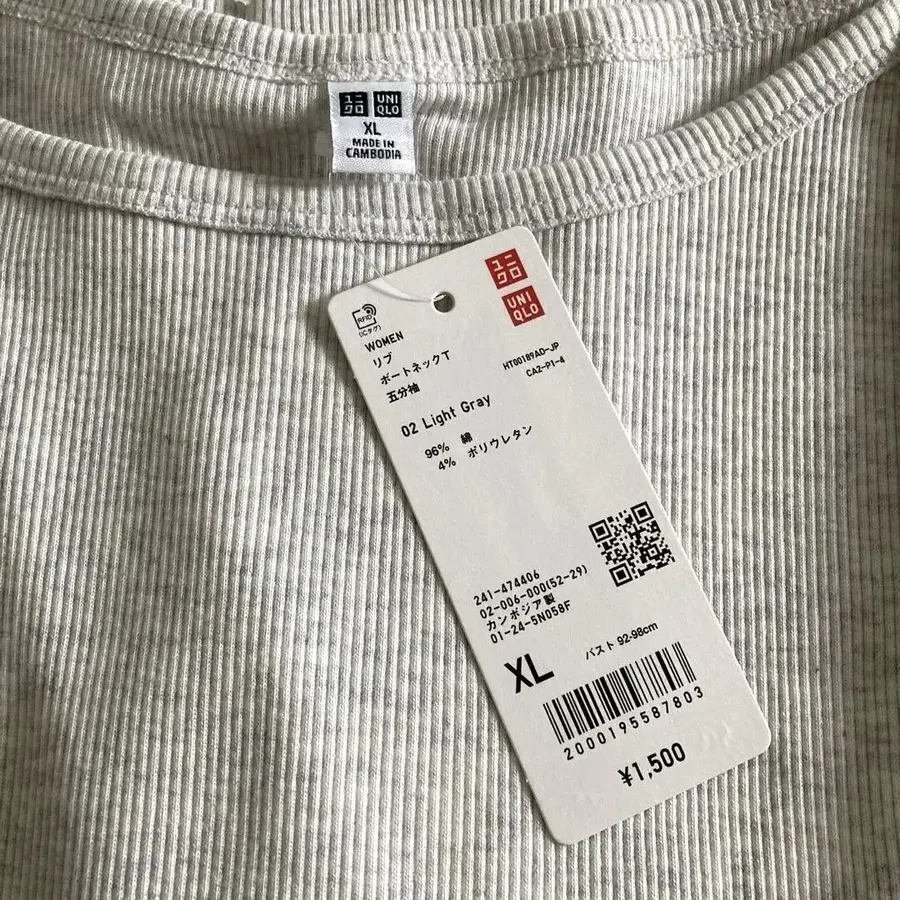 ユニ
クロ
UNI
QLO
XL
MADE IN
CAMBODIA
ユニ
クロ
UNI
QLO
RFID
(ICタグ)
WOMEN
リブ
ボートネックT
五分袖
HT00189AD-JP
CA2-P1-4
02 Light Gray
96% 綿
4% ポリウレタン
241-474406
02-006-000(52-29)
カンボジア製
01-24-5N058F
XL バスト 92-98cm
2000195587803
¥1,500